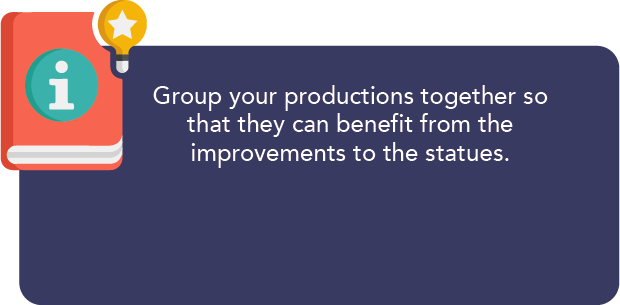 Group your productions together so
that they can benefit from the
improvements to the statues.